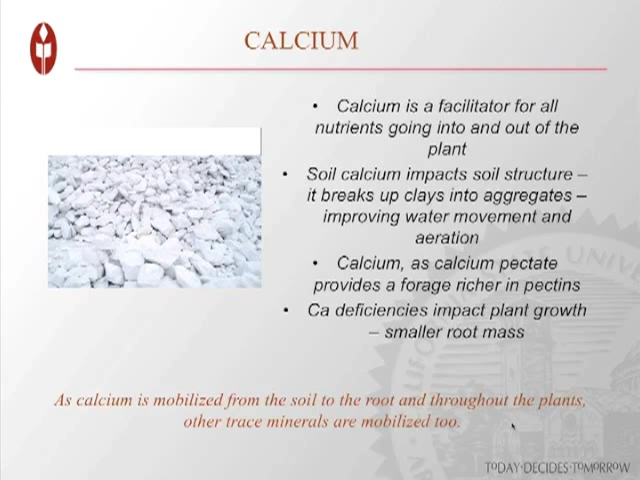 CALCIUM
• Calcium is a facilitator for all
nutrients going into and out of the
plant
• Soil calcium impacts soil structure –
it breaks up clays into aggregates –
improving water movement and
aeration
• Calcium, as calcium pectate
provides a forage richer in pectins
• Ca deficiencies impact plant growth
– smaller root mass
As calcium is mobilized from the soil to the root and throughout the plants,
other trace minerals are mobilized too.
TODAY·DECIDES·TOMORROW